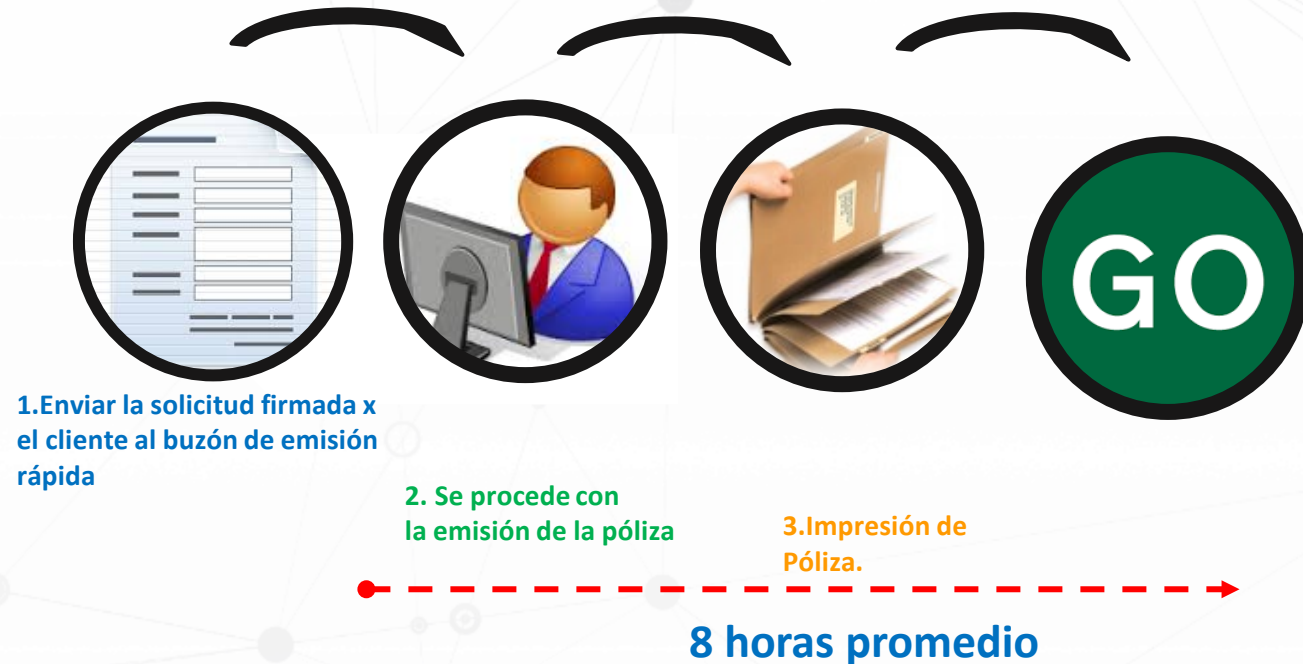 GO
1.Enviar la solicitud firmada x
el cliente al buzón de emisión
rápida
2. Se procede con
la emisión de la póliza
3.Impresión de
Póliza.
8 horas promedio